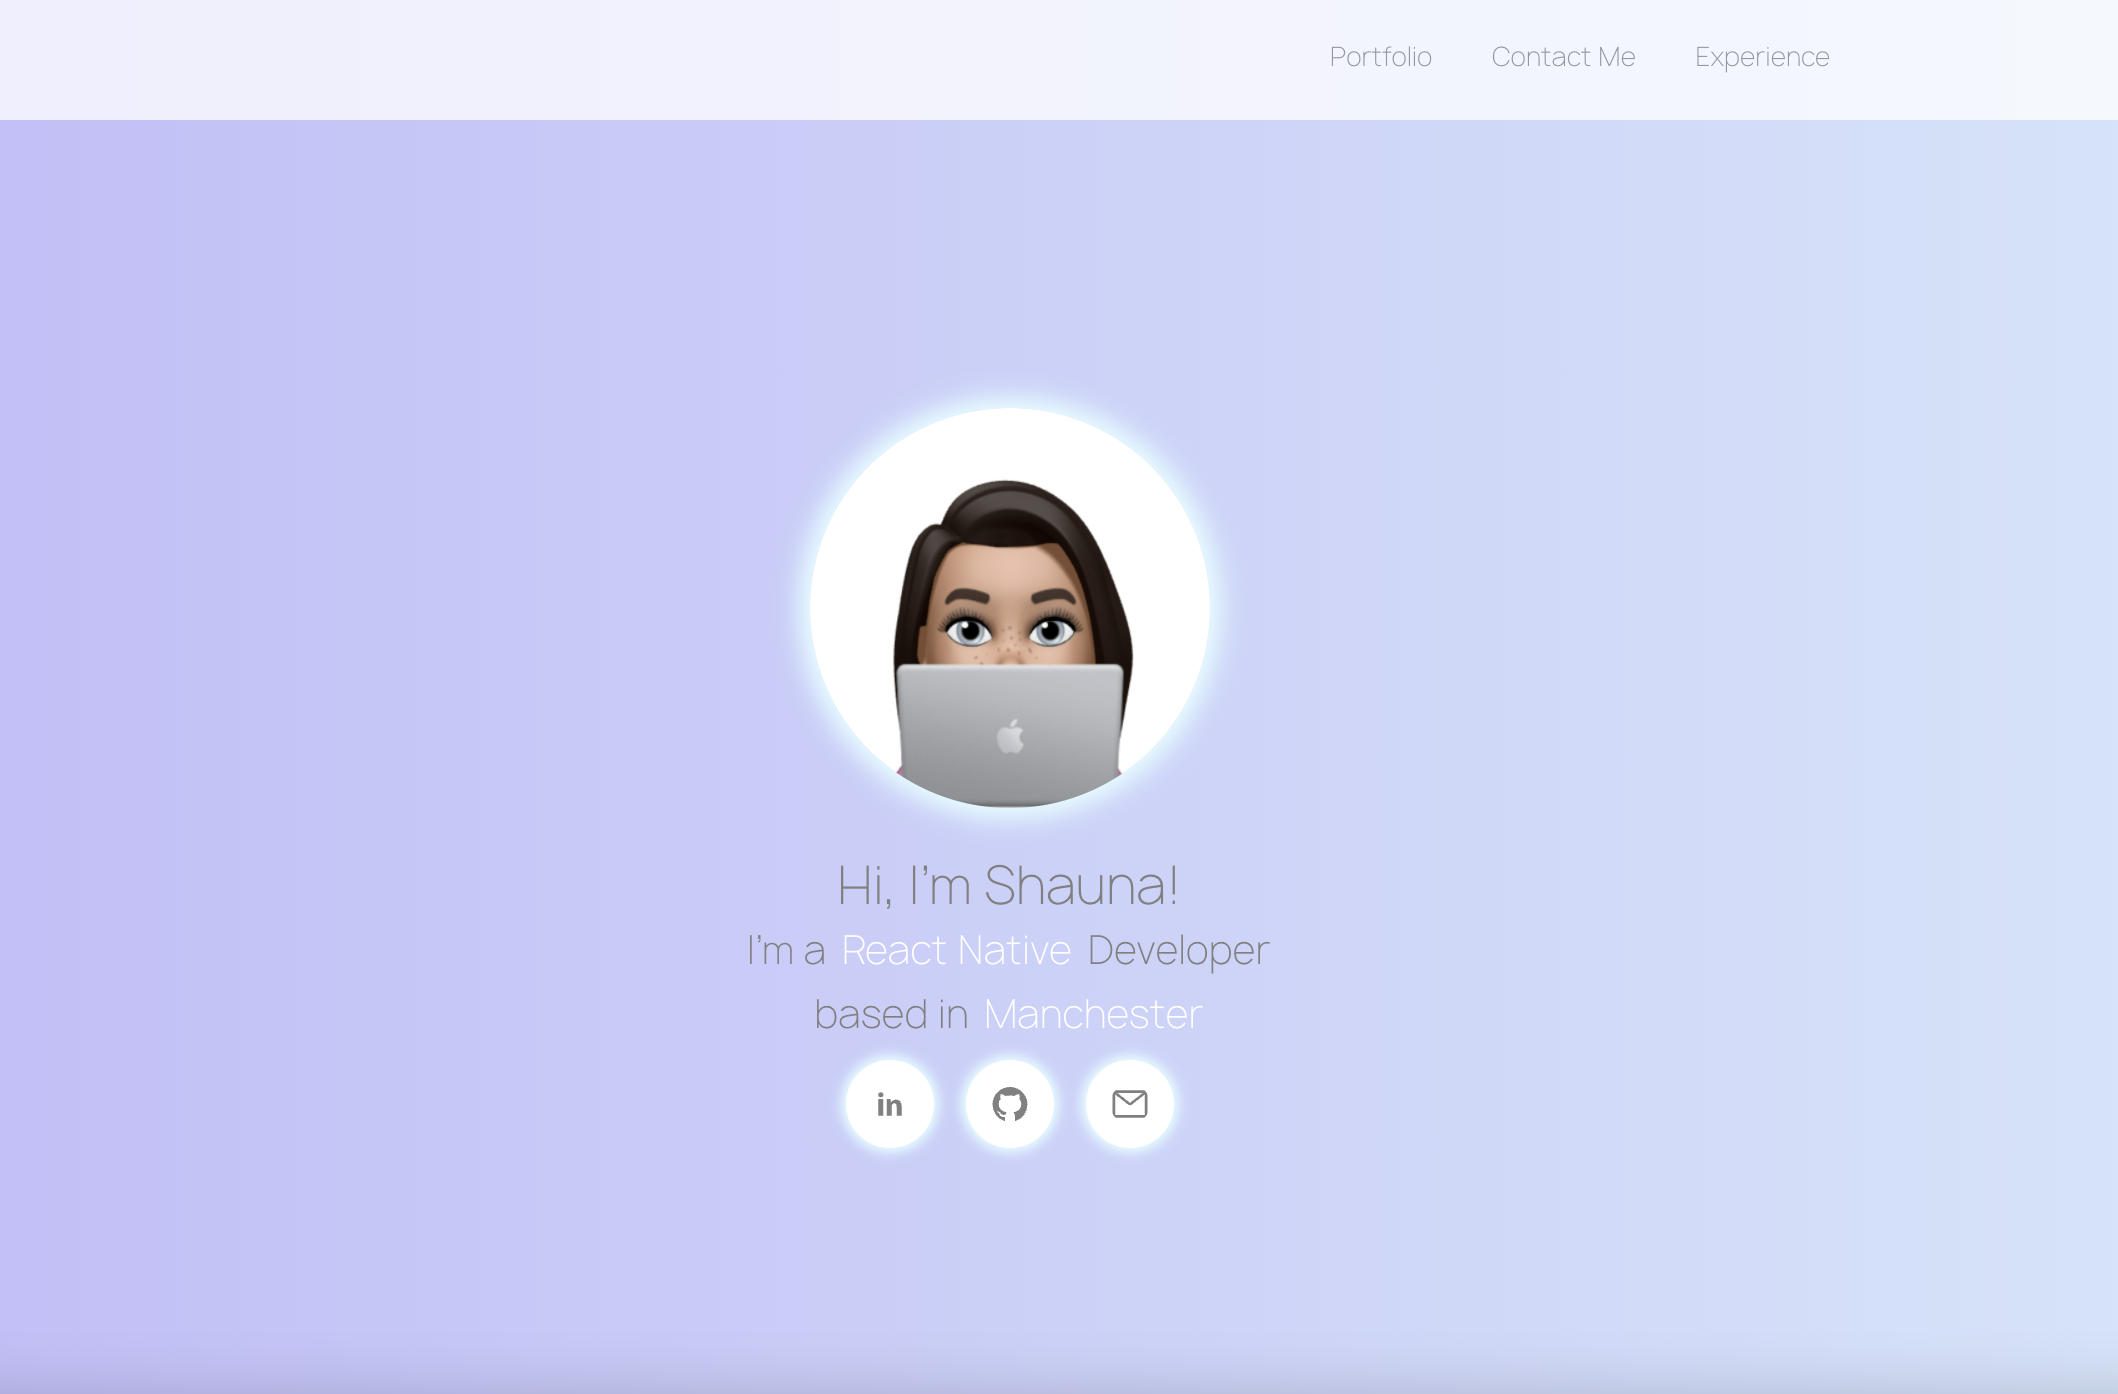 Portfolio Contact Me Experience
Hi, I'm Shauna!
I'm a React Native Developer
based in Manchester
in